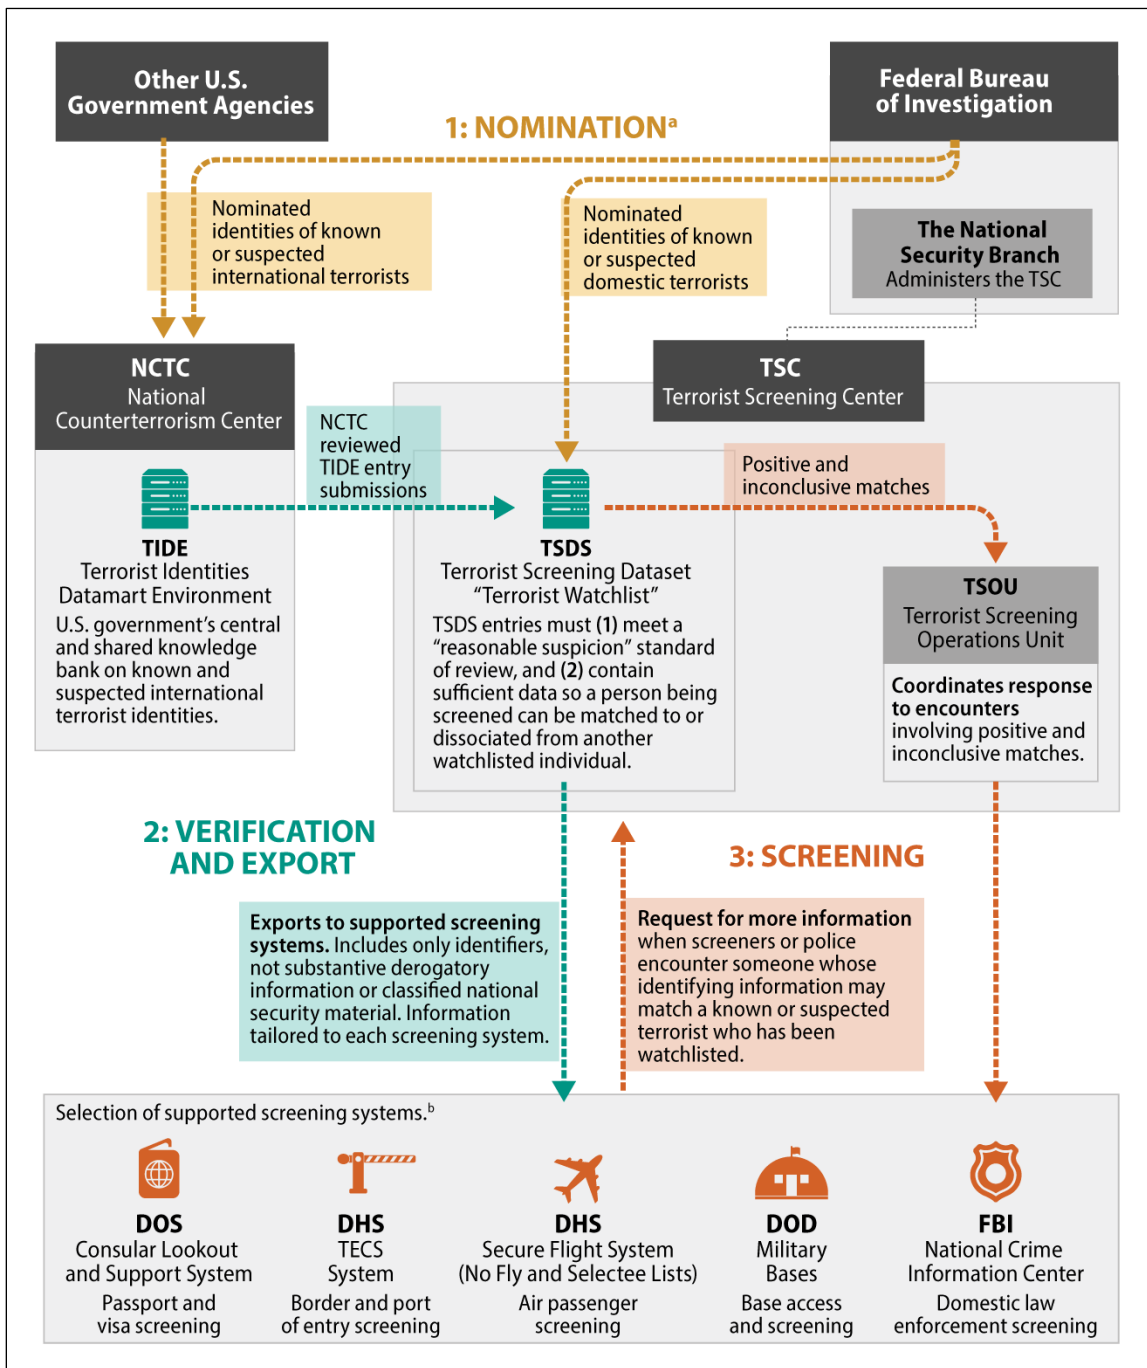 Other U.S.
Government Agencies
Federal Bureau
of Investigation
1: NOMINATIONᵃ
Nominated
identities of known
or suspected
international terrorists
Nominated
identities of known
or suspected
domestic terrorists
The National
Security Branch
Administers the TSC
NCTC
National
Counterterrorism Center
TSC
Terrorist Screening Center
NCTC
reviewed
TIDE entry
submissions
Positive and
inconclusive matches
TIDE
Terrorist Identities
Datamart Environment
U.S. government’s central
and shared knowledge
bank on known and
suspected international
terrorist identities.
TSDS
Terrorist Screening Dataset
“Terrorist Watchlist”
TSDS entries must (1) meet a
“reasonable suspicion” standard
of review, and (2) contain
sufficient data so a person being
screened can be matched to or
dissociated from another
watchlisted individual.
TSOU
Terrorist Screening
Operations Unit
Coordinates response
to encounters
involving positive and
inconclusive matches.
2: VERIFICATION
AND EXPORT
3: SCREENING
Exports to supported screening
systems. Includes only identifiers,
not substantive derogatory
information or classified national
security material. Information
tailored to each screening system.
Request for more information
when screeners or police
encounter someone whose
identifying information may
match a known or suspected
terrorist who has been
watchlisted.
Selection of supported screening systems.ᵇ
DOS
Consular Lookout
and Support System
Passport and
visa screening
DHS
TECS
System
Border and port
of entry screening
DHS
Secure Flight System
(No Fly and Selectee Lists)
Air passenger
screening
DOD
Military
Bases
Base access
and screening
FBI
National Crime
Information Center
Domestic law
enforcement screening